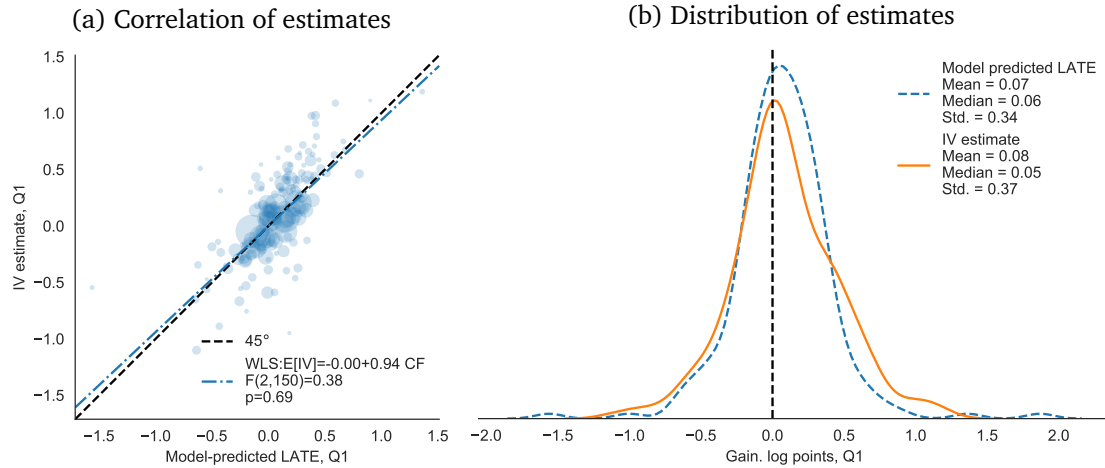 (a) Correlation of estimates
1.5
1.0
0.5
0.0
−0.5
−1.0
−1.5
IV estimate, Q1
45°
WLS:E[IV]=-0.00+0.94 CF
F(2,150)=0.38
p=0.69
−1.5 −1.0 −0.5 0.0 0.5 1.0 1.5
Model-predicted LATE, Q1
(b) Distribution of estimates
Model predicted LATE
Mean = 0.07
Median = 0.06
Std. = 0.34
IV estimate
Mean = 0.08
Median = 0.05
Std. = 0.37
−2.0 −1.5 −1.0 −0.5 0.0 0.5 1.0 1.5 2.0
Gain. log points, Q1